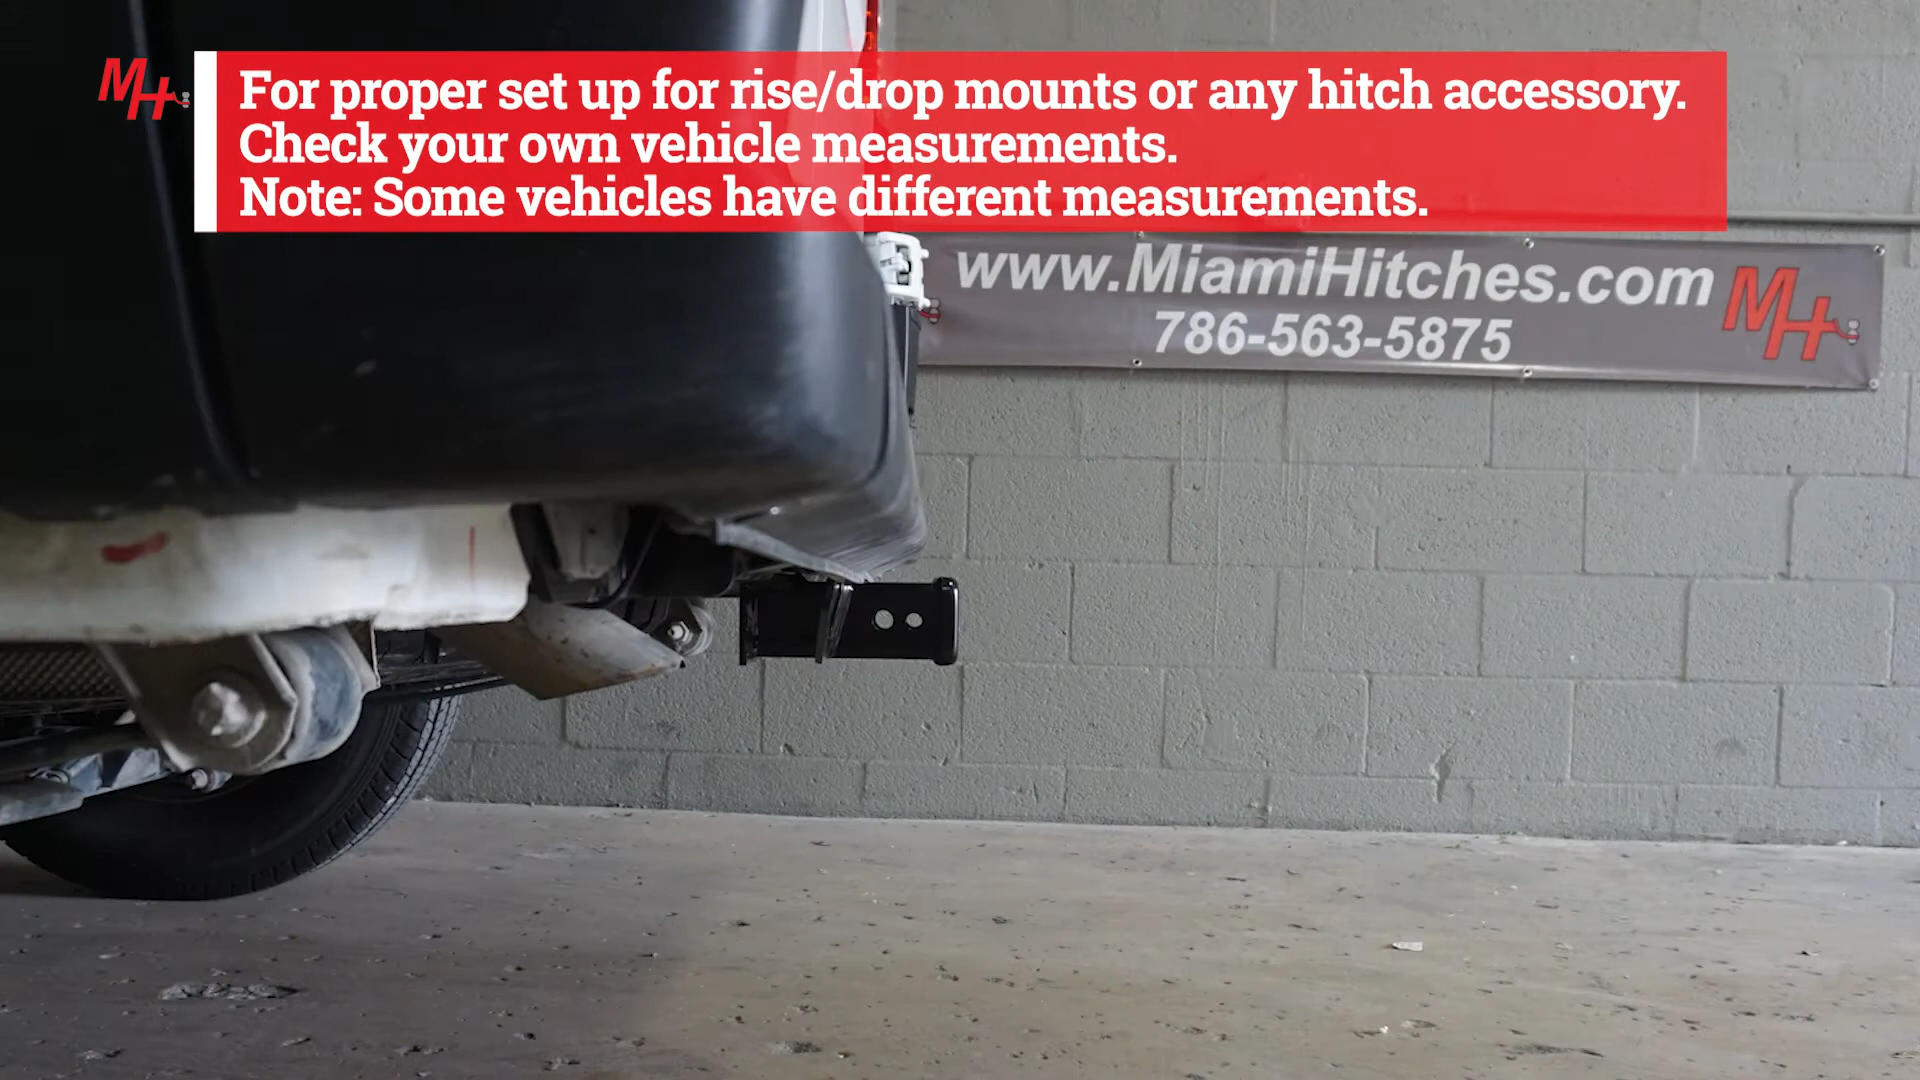 MH
For proper set up for rise/drop mounts or any hitch accessory.
Check your own vehicle measurements.
Note: Some vehicles have different measurements.
www.MiamiHitches.com MH
786-563-5875